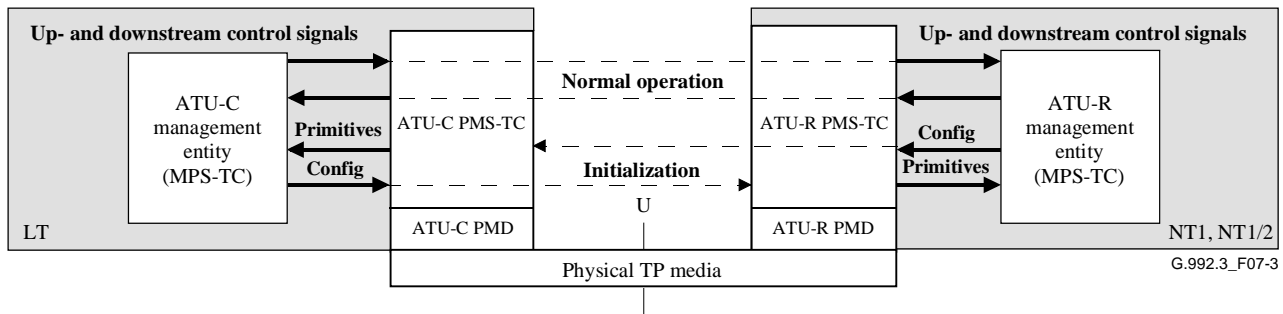 Up- and downstream control signals
Up- and downstream control signals
Normal operation
ATU-C
management
entity
(MPS-TC)
ATU-C PMS-TC
ATU-R PMS-TC
ATU-R
management
entity
(MPS-TC)
Primitives
Config
Config
Initialization
Primitives
U
LT
ATU-C PMD
ATU-R PMD
NT1, NT1/2
Physical TP media
G.992.3_F07-3